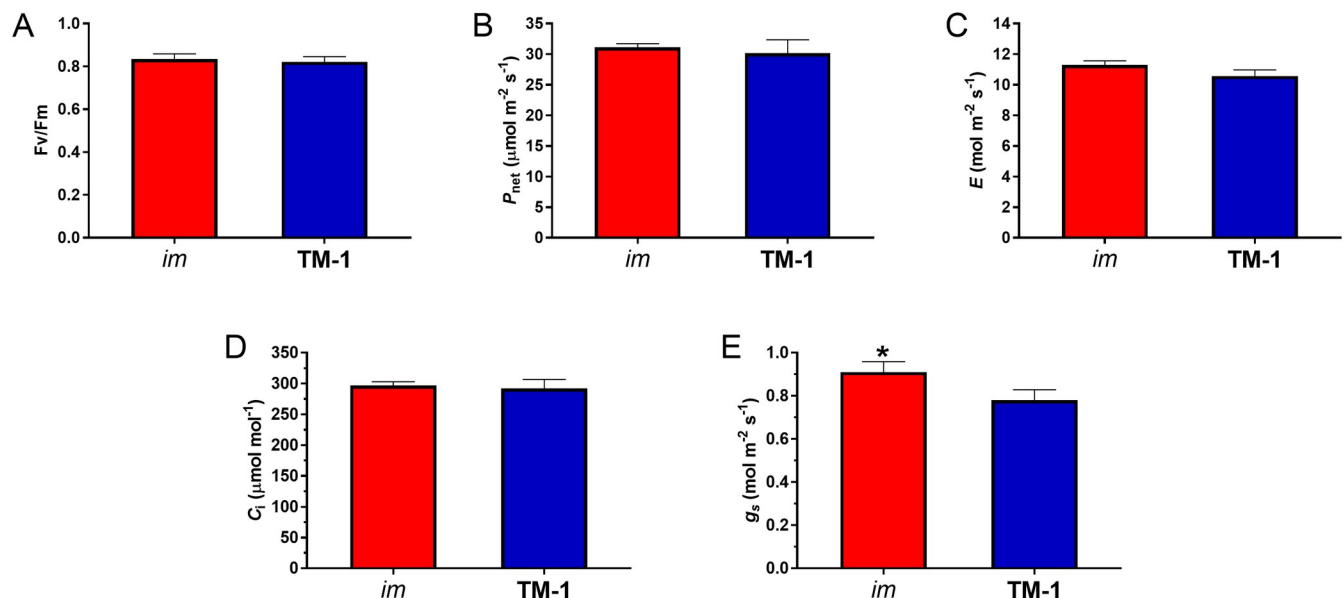 A
Fv/Fm
1.0
0.8
0.6
0.4
0.2
0.0
im TM-1
B
Pnet (μmol m⁻² s⁻¹)
35
30
25
20
15
10
5
0
im TM-1
C
E (mol m⁻² s⁻¹)
14
12
10
8
6
4
2
0
im TM-1
D
Ci (μmol mol⁻¹)
350
300
250
200
150
100
50
0
im TM-1
E
gs (mol m⁻² s⁻¹)
1.0
0.8
0.6
0.4
0.2
0.0
*
im TM-1